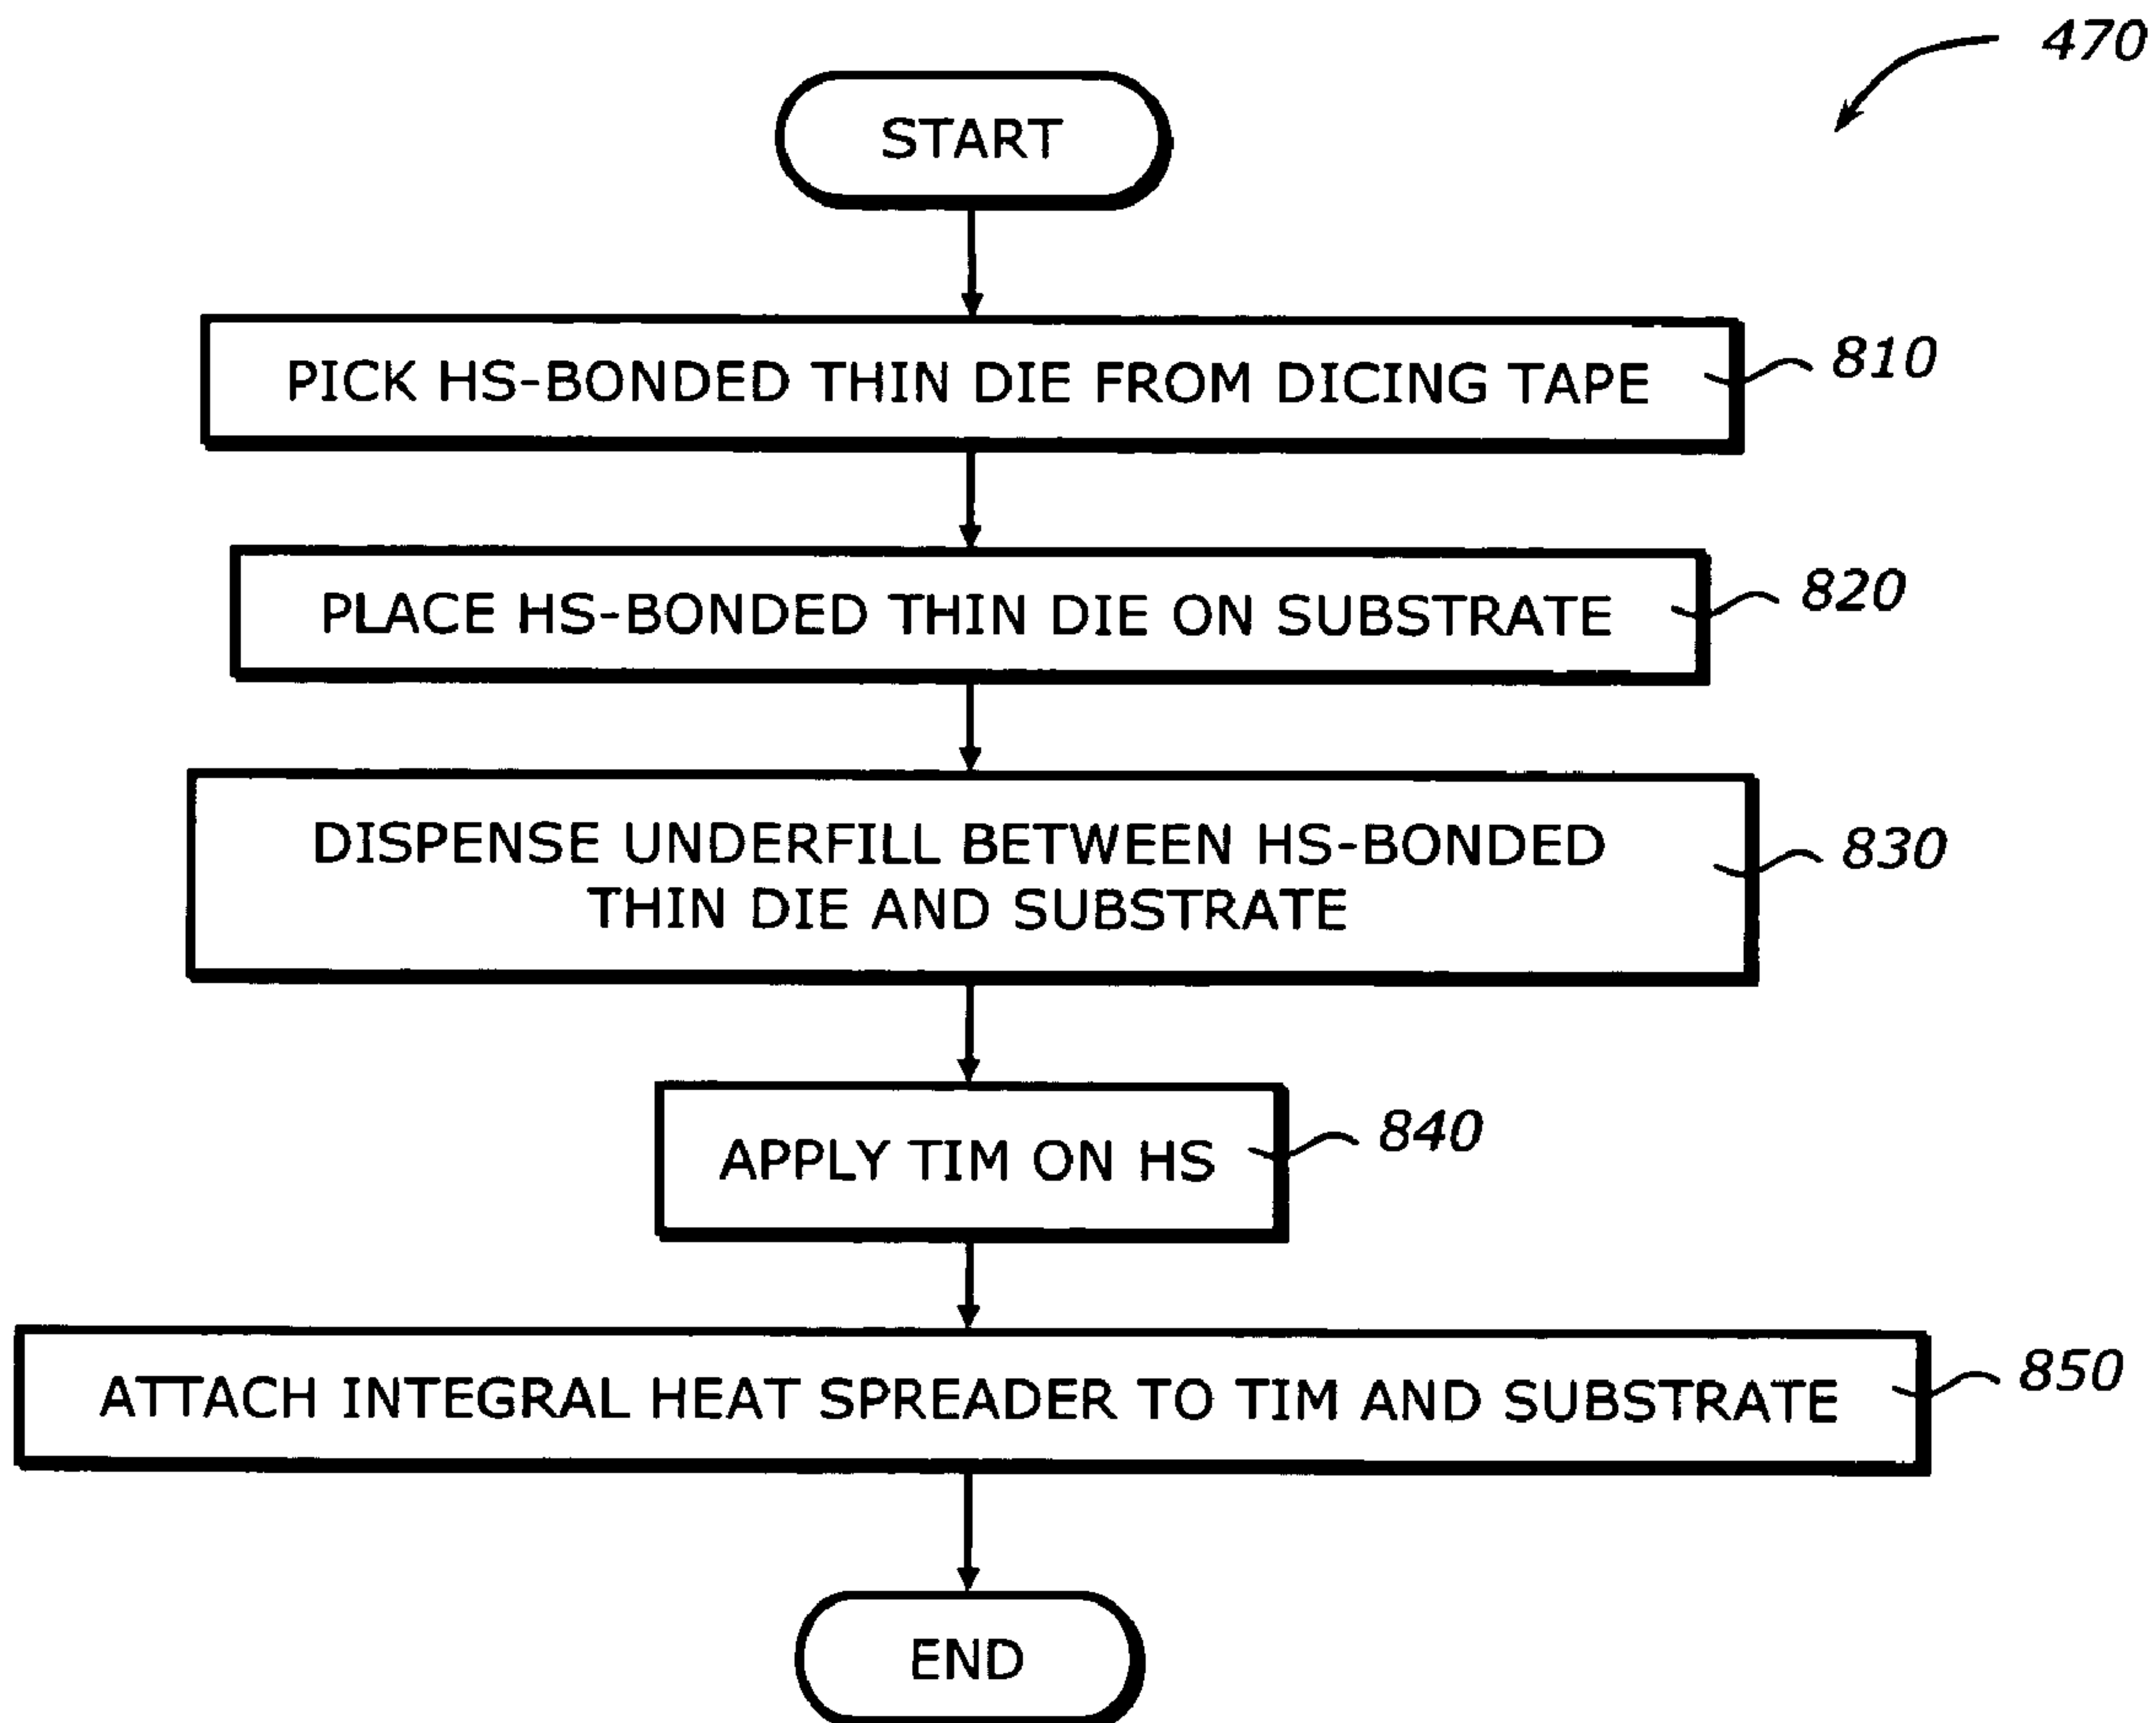 470
START
PICK HS-BONDED THIN DIE FROM DICING TAPE
810
PLACE HS-BONDED THIN DIE ON SUBSTRATE
820
DISPENSE UNDERFILL BETWEEN HS-BONDED
THIN DIE AND SUBSTRATE
830
APPLY TIM ON HS
840
ATTACH INTEGRAL HEAT SPREADER TO TIM AND SUBSTRATE
850
END